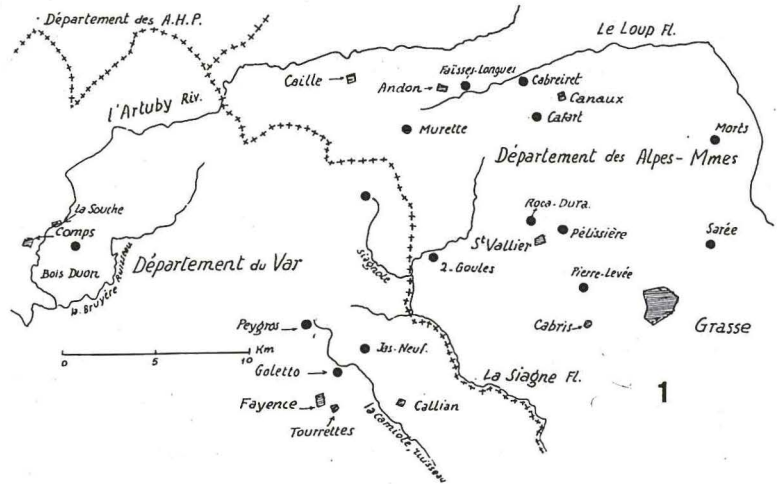 Département des A.H.P.
Le Loup Fl.
Caille
Andon
Faïsses-Longues
Cabreiret
Canaux
l'Artuby Riv.
Murette
Cafart
Morts
Département des Alpes-Mmes
La Souche
Comps
Roca-Dura.
Pélissière
St Vallier
Sarée
Bois Duon
Bruyère Ruisseau
Département du Var
Siagnole
2-Goules
Pierre-Levée
Peygros
Cabris
Grasse
0 5 10 Km
Jas-Neuf.
Goletto
La Siagne Fl.
1
Fayence
Callian
Tourrettes
la Camiole, ruisseau